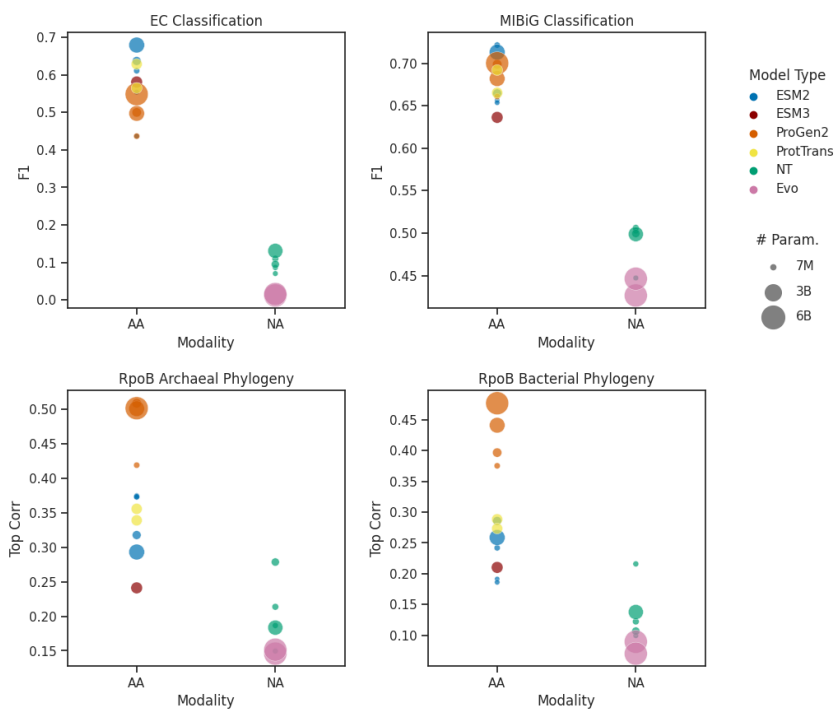 EC Classification
0.7
0.6
0.5
0.4
0.3
0.2
0.1
0.0
F1
AA
NA
Modality
MIBiG Classification
0.70
0.65
0.60
0.55
0.50
0.45
F1
AA
NA
Modality
Model Type
ESM2
ESM3
ProGen2
ProtTrans
NT
Evo
# Param.
7M
3B
6B
RpoB Archaeal Phylogeny
0.50
0.45
0.40
0.35
0.30
0.25
0.20
0.15
Top Corr
AA
NA
Modality
RpoB Bacterial Phylogeny
0.45
0.40
0.35
0.30
0.25
0.20
0.15
0.10
Top Corr
AA
NA
Modality